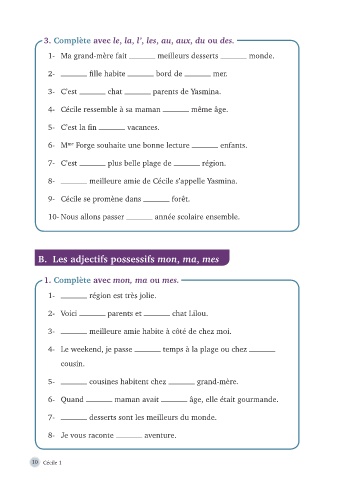 3. Complète avec le, la, l', les, au, aux, du ou des.
1- Ma grand-mère fait ______ meilleurs desserts ______ monde.
2- ______ fille habite ______ bord de ______ mer.
3- C'est ______ chat ______ parents de Yasmina.
4- Cécile ressemble à sa maman ______ même âge.
5- C'est la fin ______ vacances.
6- Mme Forge souhaite une bonne lecture ______ enfants.
7- C'est ______ plus belle plage de ______ région.
8- ______ meilleure amie de Cécile s'appelle Yasmina.
9- Cécile se promène dans ______ forêt.
10- Nous allons passer ______ année scolaire ensemble.
B. Les adjectifs possessifs mon, ma, mes
1. Complète avec mon, ma ou mes.
1- ______ région est très jolie.
2- Voici ______ parents et ______ chat Lilou.
3- ______ meilleure amie habite à côté de chez moi.
4- Le weekend, je passe ______ temps à la plage ou chez ______
cousin.
5- ______ cousines habitent chez ______ grand-mère.
6- Quand ______ maman avait ______ âge, elle était gourmande.
7- ______ desserts sont les meilleurs du monde.
8- Je vous raconte ______ aventure.
10 Cécile 1